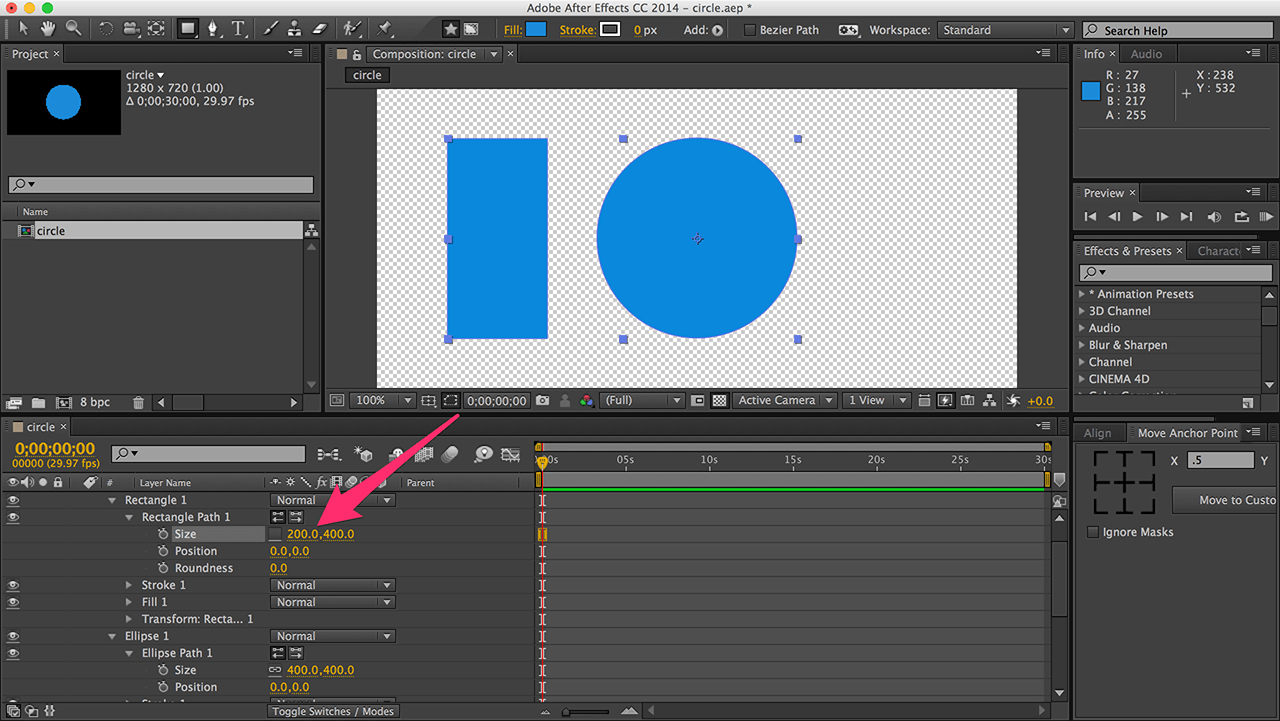 Adobe After Effects CC 2014 – circle.aep *
Fill: Stroke: 0 px Add: Bezier Path Workspace: Standard Search Help
Project ×
circle
1280 x 720 (1.00)
Δ 0;00;30;00, 29.97 fps
Name
circle
8 bpc
Composition: circle ×
circle
100% 0;00;00;00 (Full) Active Camera 1 View +0.0
Info × Audio
R : 27 X : 238
G : 138 Y : 532
B : 217
A : 255
Preview ×
Effects & Presets × Charact
* Animation Presets
3D Channel
Audio
Blur & Sharpen
Channel
CINEMA 4D
circle ×
0;00;00;00
00000 (29.97 fps)
:00s 05s 10s 15s 20s 25s 30s
# Layer Name fx Parent
Rectangle 1 Normal
Rectangle Path 1
Size 200.0,400.0
Position 0.0,0.0
Roundness 0.0
Stroke 1 Normal
Fill 1 Normal
Transform: Recta... 1
Ellipse 1 Normal
Ellipse Path 1
Size 400.0,400.0
Position 0.0,0.0
Toggle Switches / Modes
Align Move Anchor Point
X .5 Y
Move to Custo
Ignore Masks